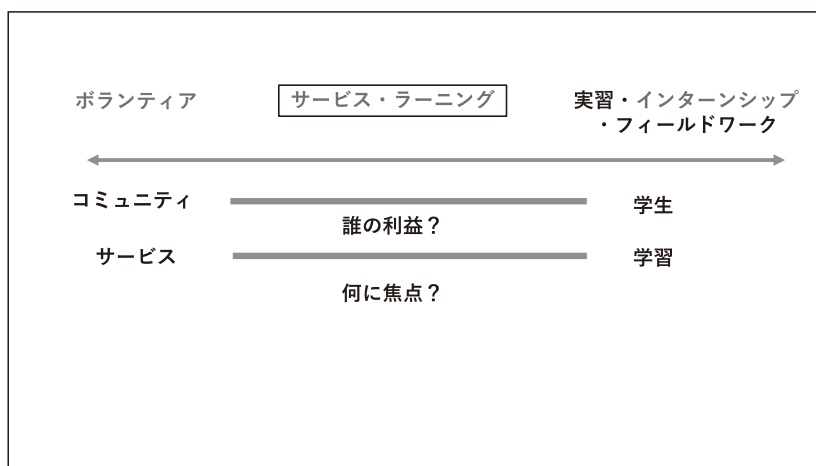 ボランティア
サービス・ラーニング
実習・インターンシップ
・フィールドワーク
コミュニティ
学生
誰の利益？
サービス
学習
何に焦点？